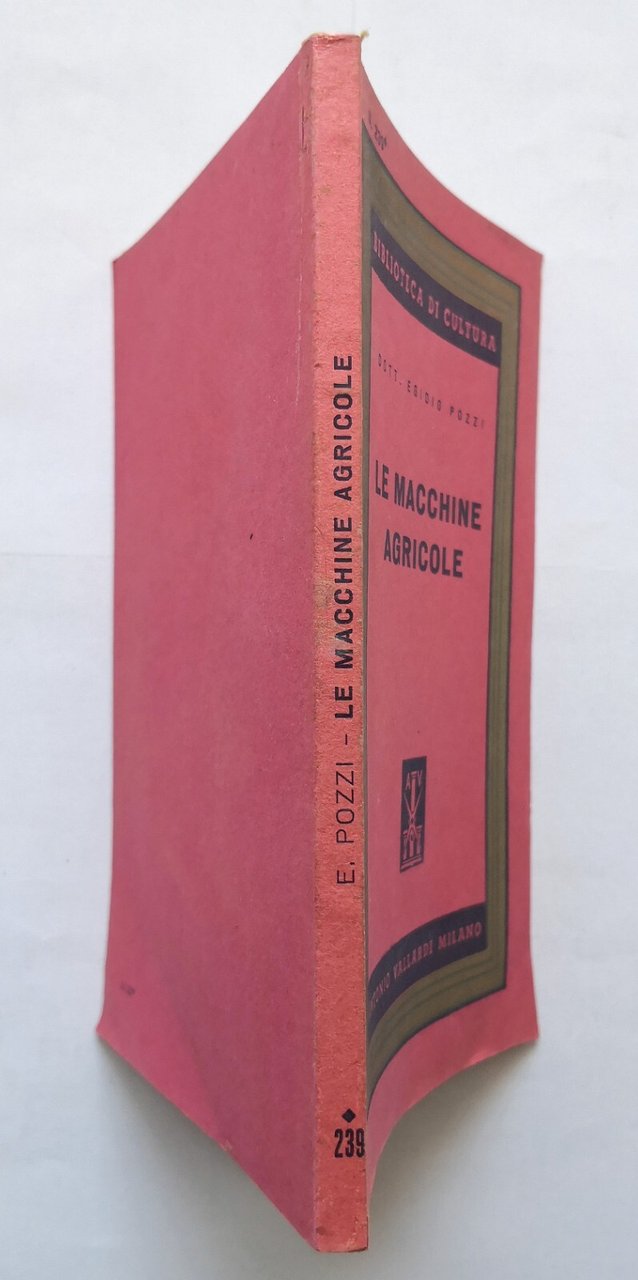 E. POZZI – LE MACCHINE AGRICOLE
239
BIBLIOTECA DI CULTURA
DOTT. EGIDIO POZZI
LE MACCHINE
AGRICOLE
A V
VALLARDI MILANO